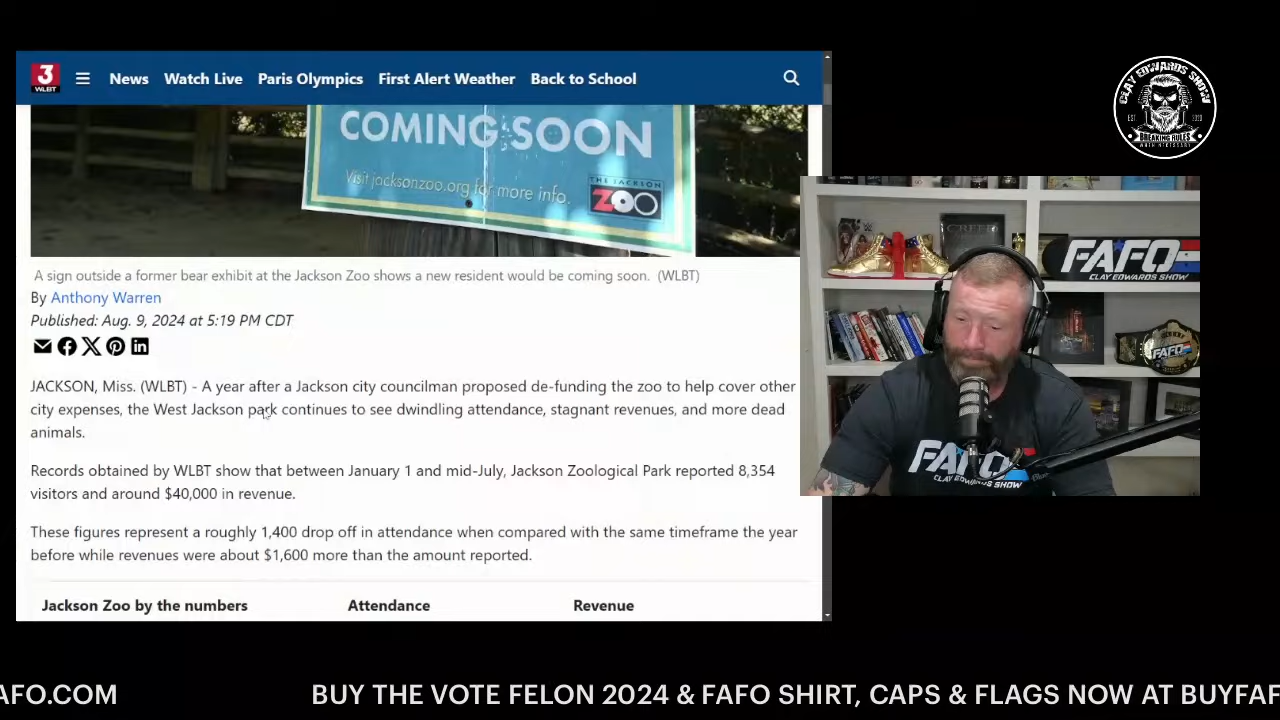 3
WLBT
News
Watch Live
Paris Olympics
First Alert Weather
Back to School
COMING SOON
Visit jacksonzoo.org for more info.
THE JACKSON
ZOO
A sign outside a former bear exhibit at the Jackson Zoo shows a new resident would be coming soon. (WLBT)
By Anthony Warren
Published: Aug. 9, 2024 at 5:19 PM CDT
JACKSON, Miss. (WLBT) - A year after a Jackson city councilman proposed de-funding the zoo to help cover other
city expenses, the West Jackson park continues to see dwindling attendance, stagnant revenues, and more dead
animals.
Records obtained by WLBT show that between January 1 and mid-July, Jackson Zoological Park reported 8,354
visitors and around $40,000 in revenue.
These figures represent a roughly 1,400 drop off in attendance when compared with the same timeframe the year
before while revenues were about $1,600 more than the amount reported.
Jackson Zoo by the numbers
Attendance
Revenue
CLAY EDWARDS SHOW
BREAKING RULES
WHEN NECESSARY
CREED
FAFO
CLAY EDWARDS SHOW
FAFO
FAFO
CLAY EDWARDS SHOW
AFO.COM
BUY THE VOTE FELON 2024 & FAFO SHIRT, CAPS & FLAGS NOW AT BUYFAF